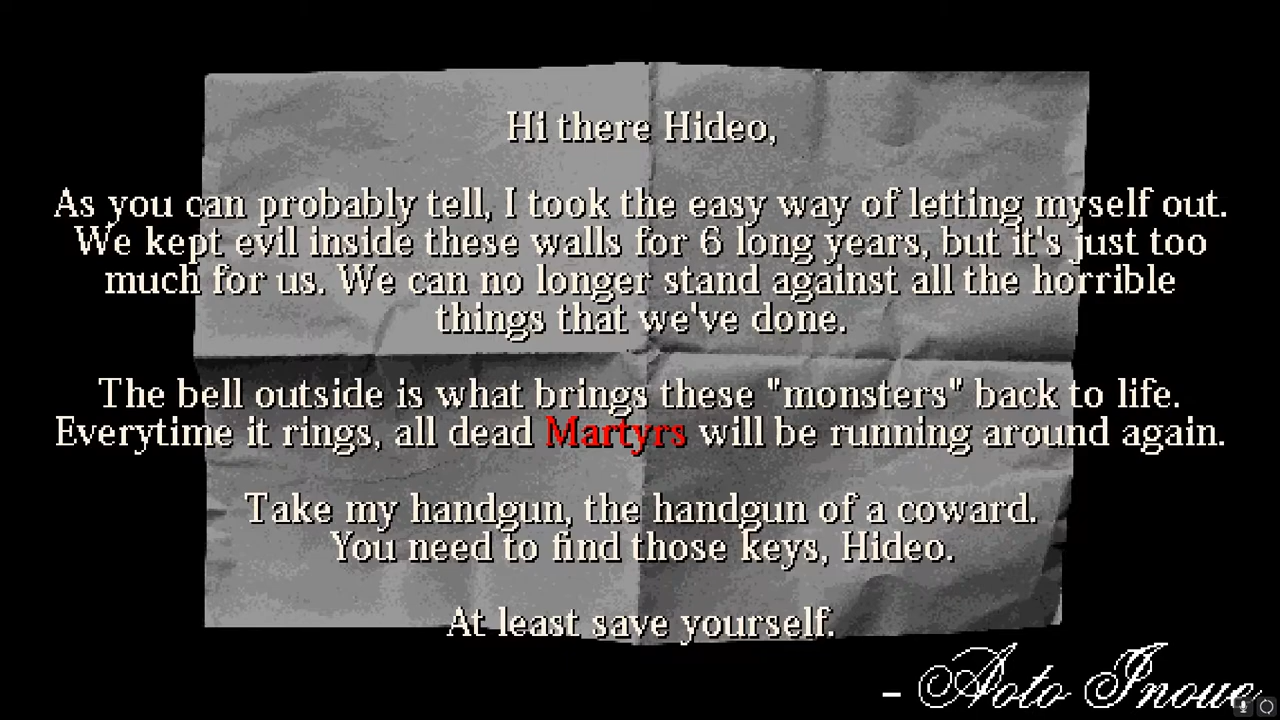 Hi there Hideo,
As you can probably tell, I took the easy way of letting myself out.
We kept evil inside these walls for 6 long years, but it's just too
much for us. We can no longer stand against all the horrible
things that we've done.
The bell outside is what brings these "monsters" back to life.
Everytime it rings, all dead Martyrs will be running around again.
Take my handgun, the handgun of a coward.
You need to find those keys, Hideo.
At least save yourself.
- Aoto Inoue